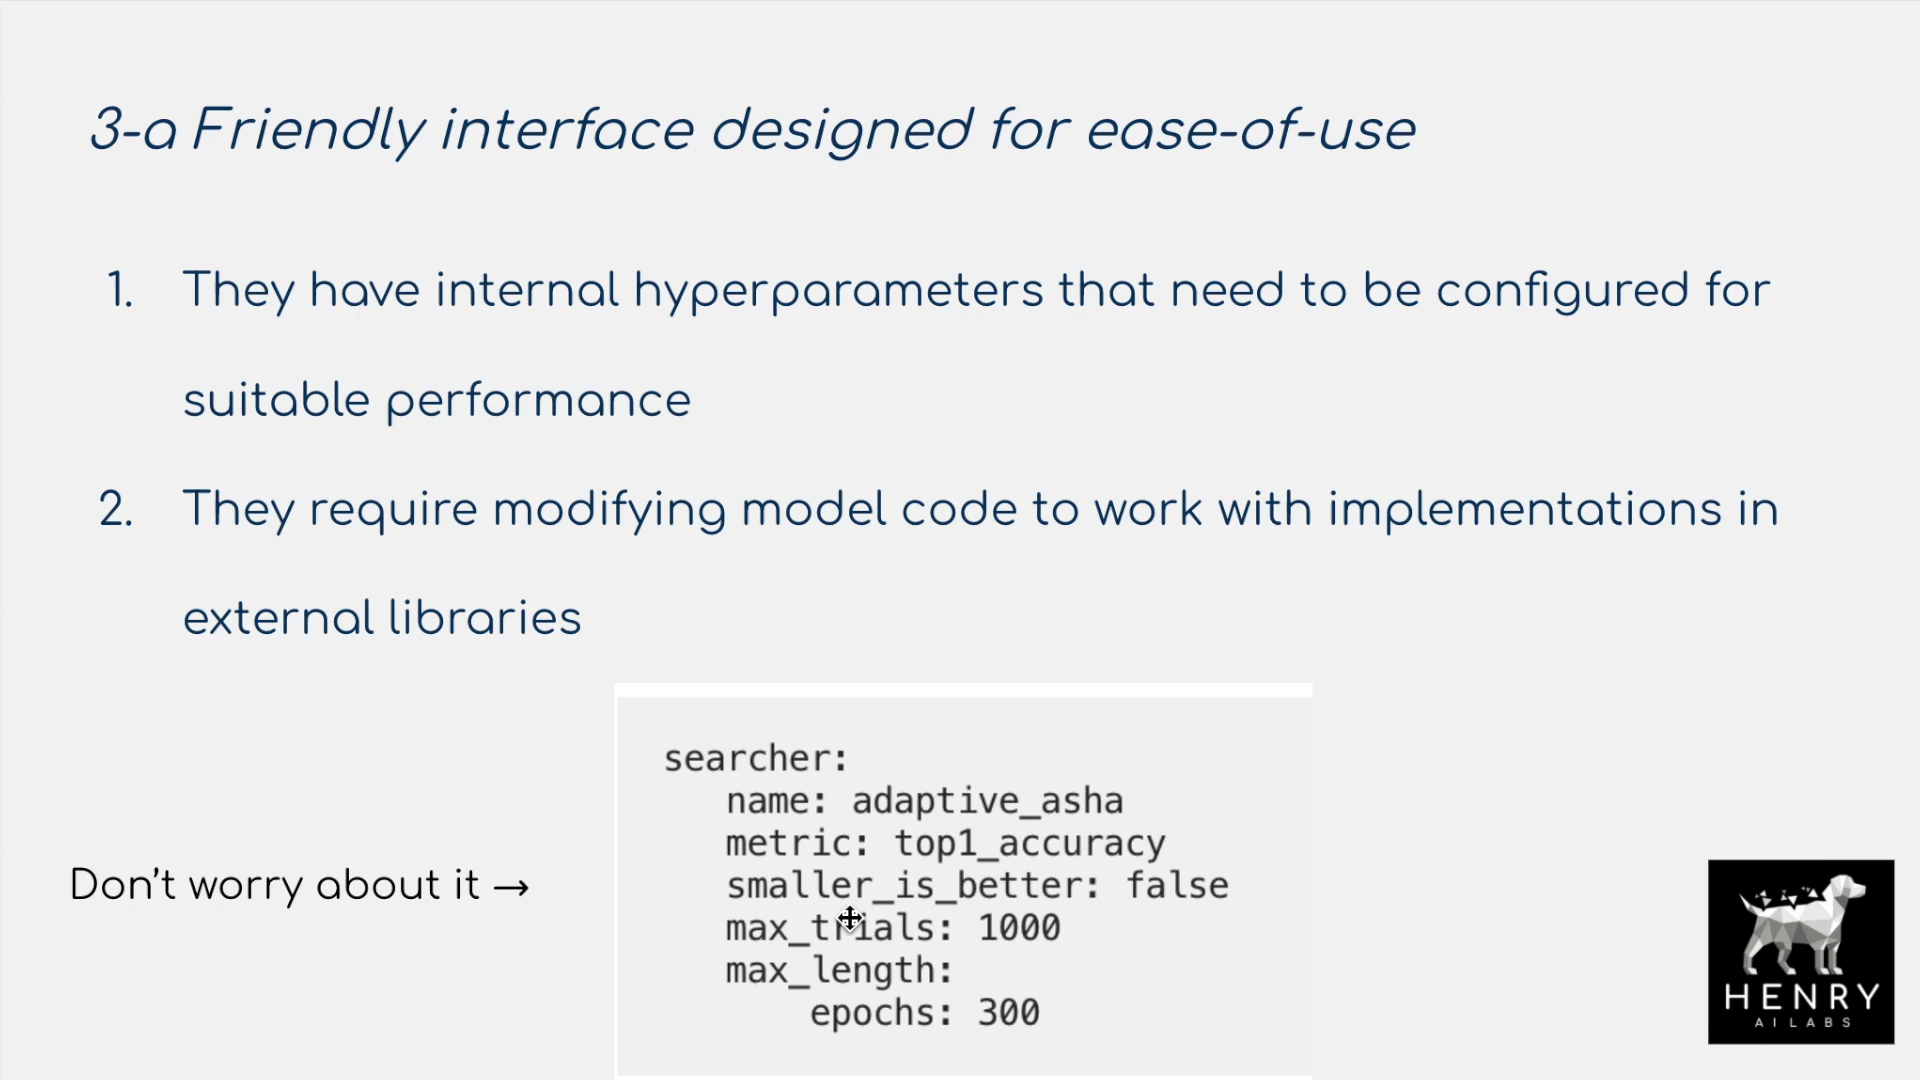 3-a Friendly interface designed for ease-of-use
1. They have internal hyperparameters that need to be configured for
suitable performance
2. They require modifying model code to work with implementations in
external libraries
Don't worry about it →
searcher:
name: adaptive_asha
metric: top1_accuracy
smaller_is_better: false
max_trials: 1000
max_length:
epochs: 300
HENRY
AI LABS